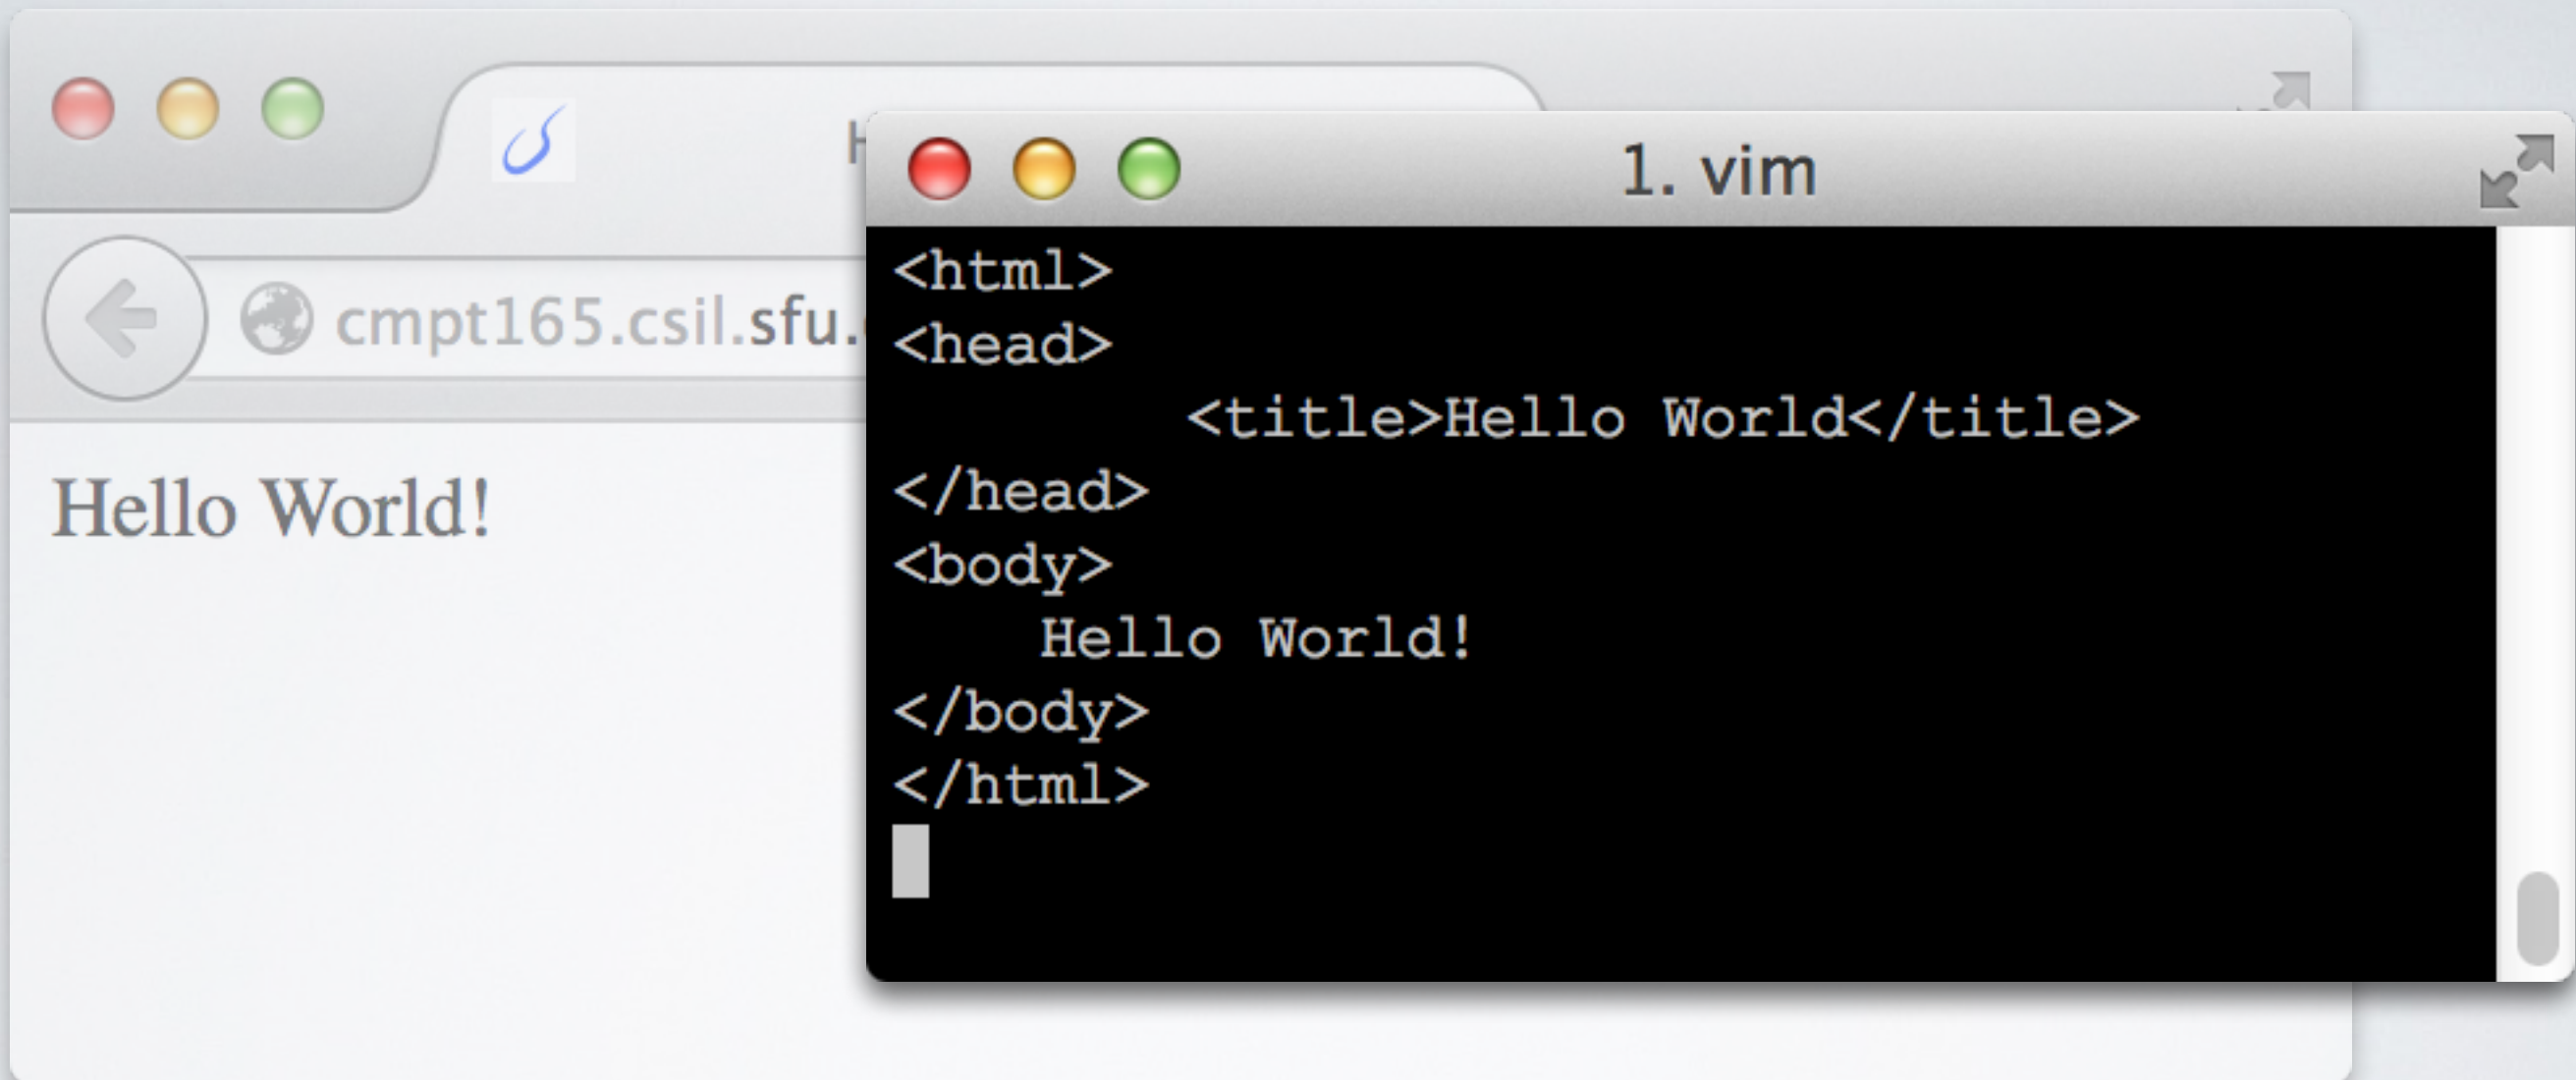 H
cmpt165.csil.sfu.
Hello World!
1. vim
<html>
<head>
        <title>Hello World</title>
</head>
<body>
    Hello World!
</body>
</html>